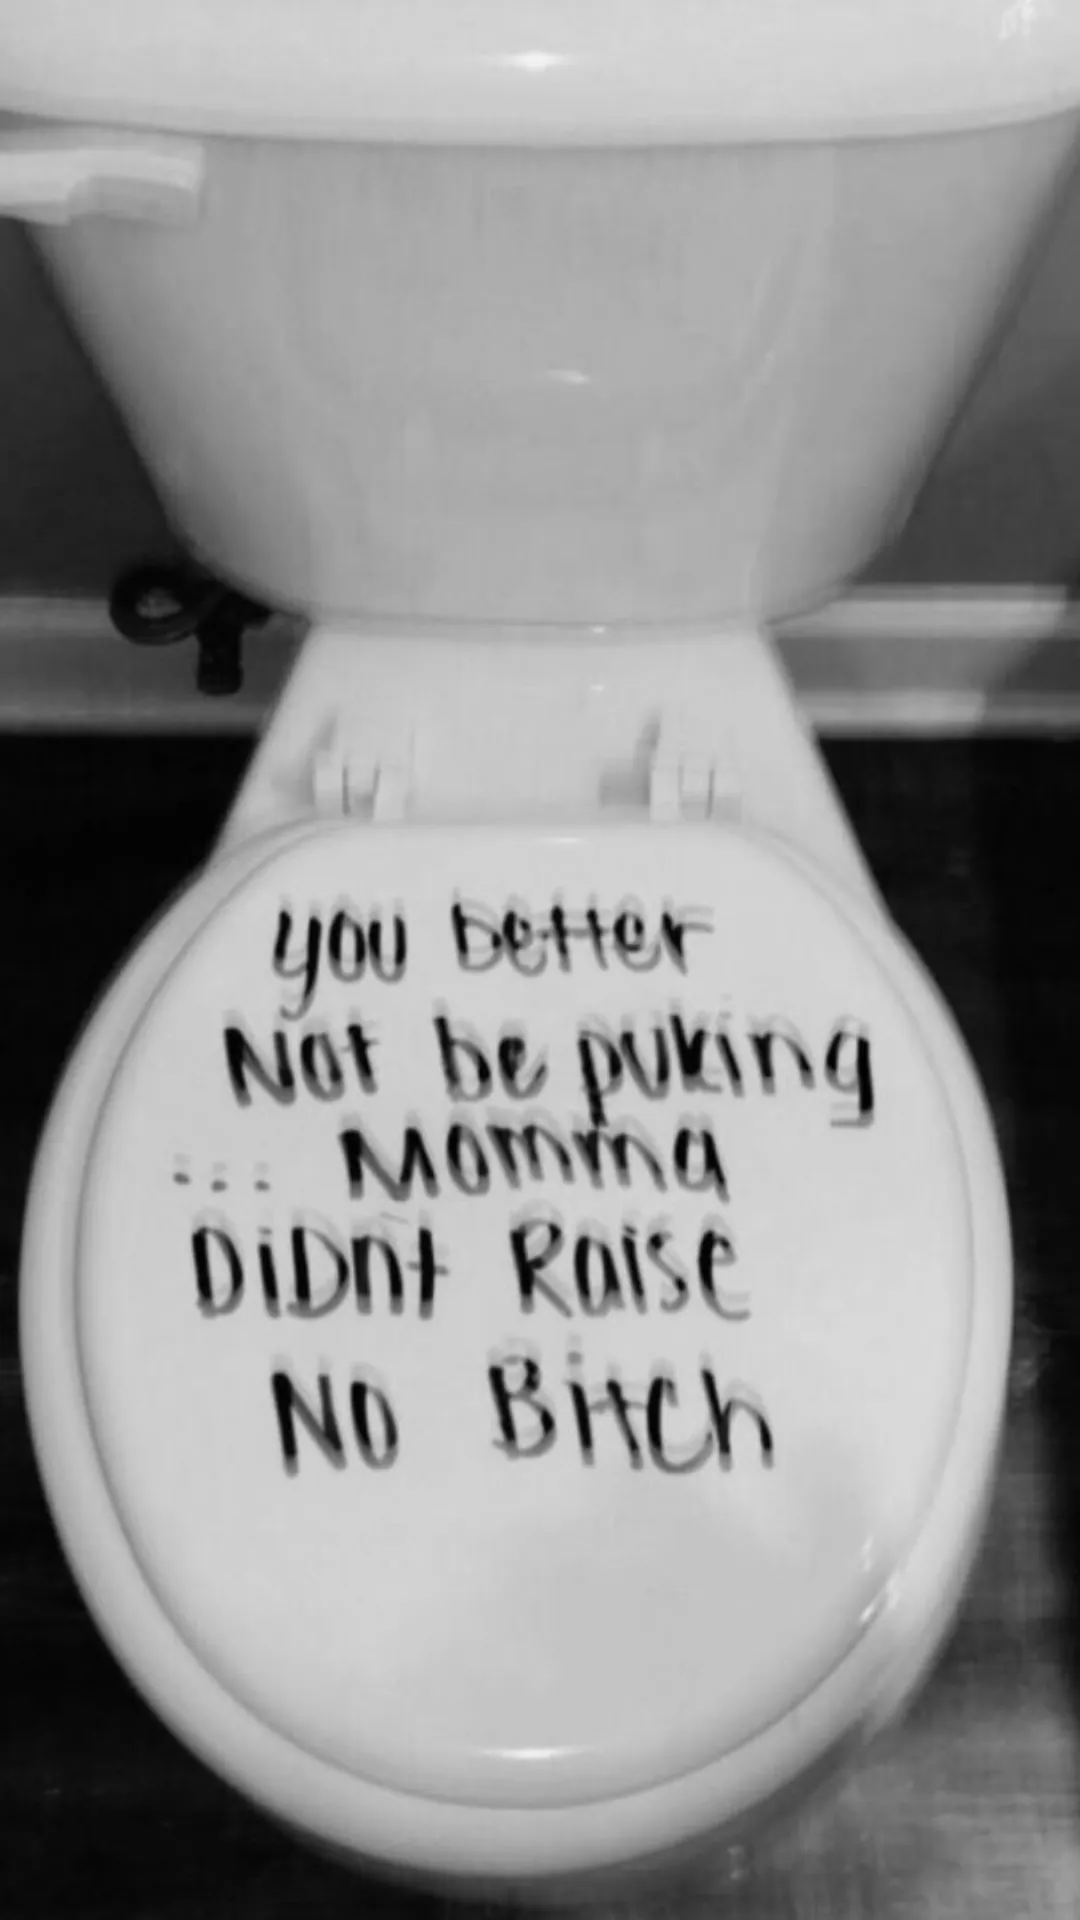 you better
Not be puking
... Momma
DiDnt Raise
No Bitch